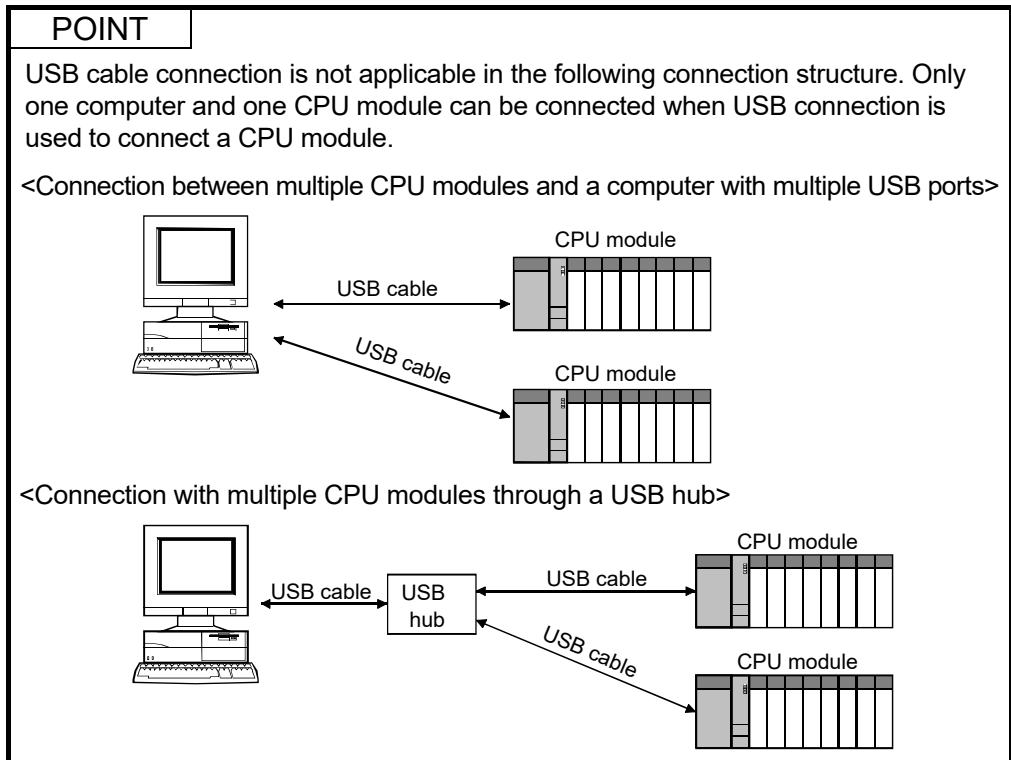 POINT
USB cable connection is not applicable in the following connection structure. Only
one computer and one CPU module can be connected when USB connection is
used to connect a CPU module.
<Connection between multiple CPU modules and a computer with multiple USB ports>
CPU module
USB cable
USB cable
CPU module
<Connection with multiple CPU modules through a USB hub>
CPU module
USB cable
USB
hub
USB cable
USB cable
CPU module